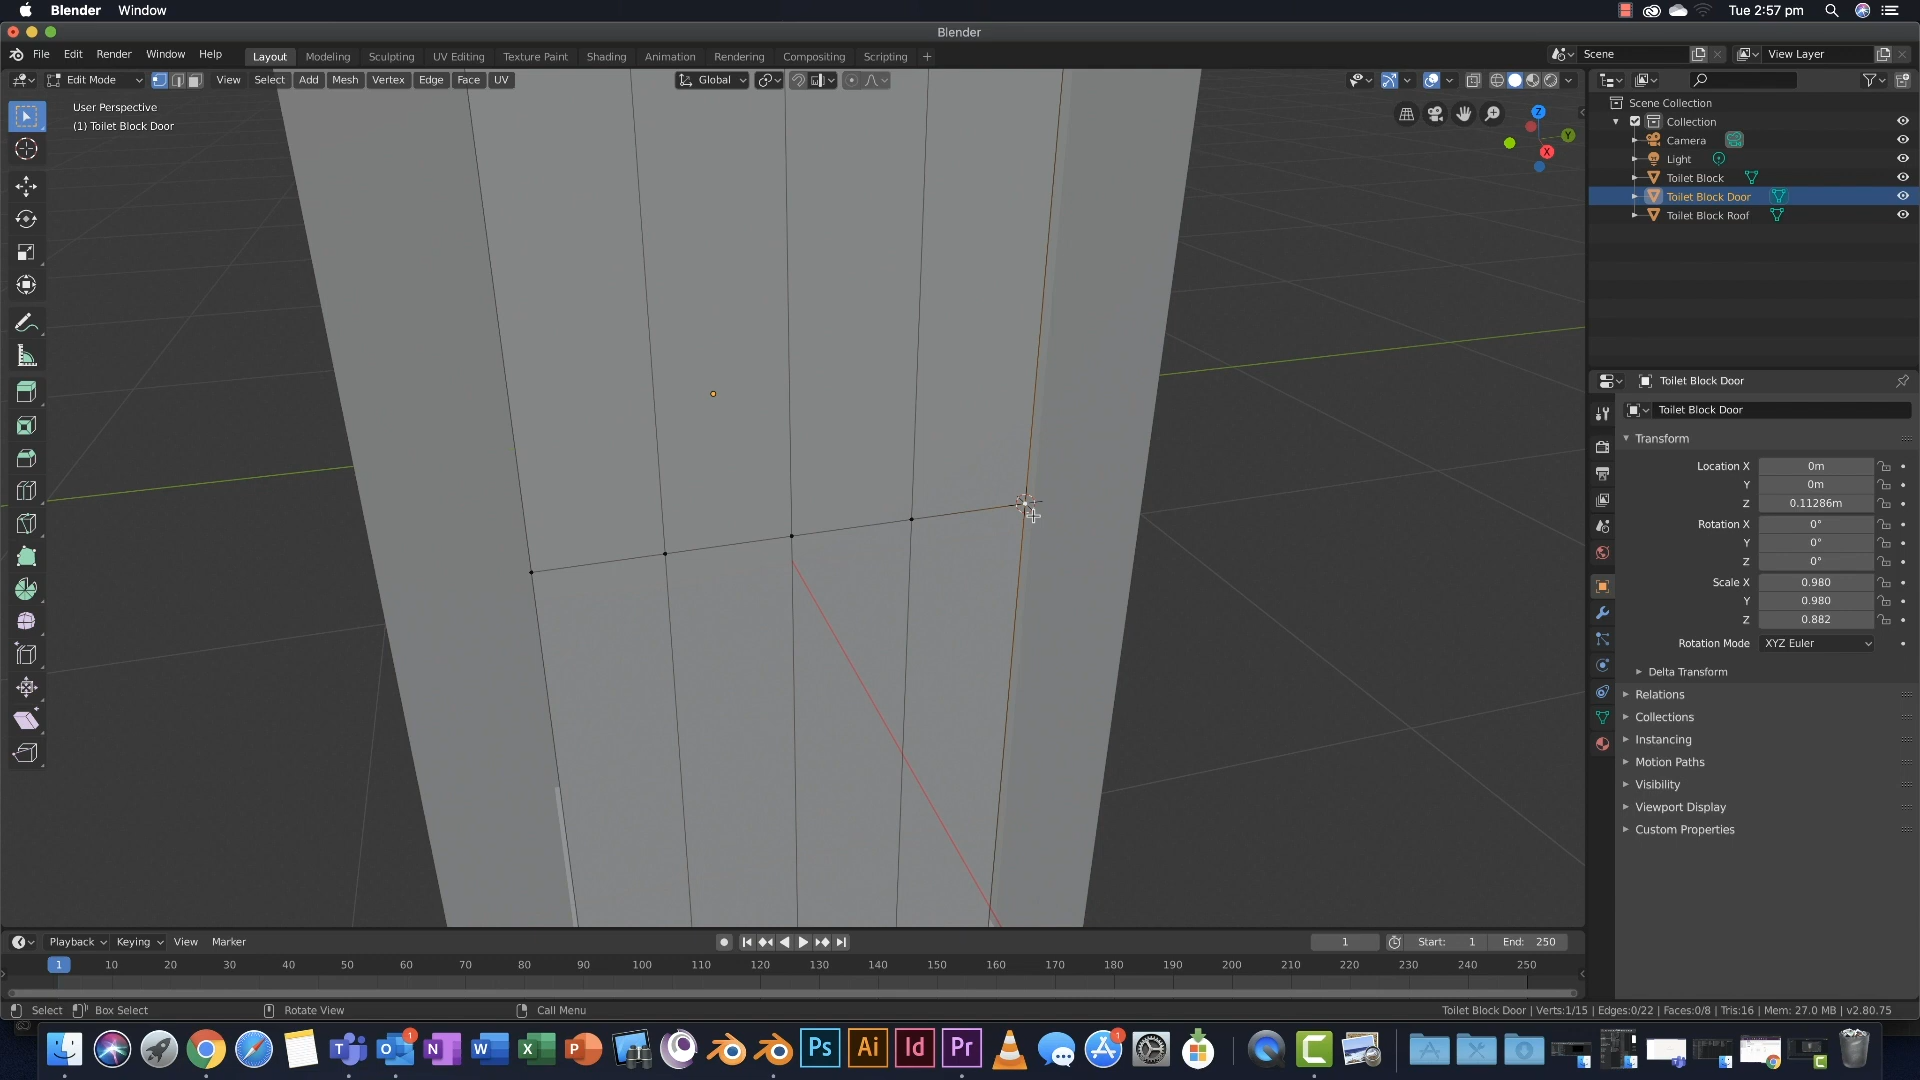 Blender Window
Tue 2:57 pm
Blender
File Edit Render Window Help
Layout Modeling Sculpting UV Editing Texture Paint Shading Animation Rendering Compositing Scripting +
Scene
View Layer
Edit Mode
View Select Add Mesh Vertex Edge Face UV
Global
User Perspective
(1) Toilet Block Door
Z
Y
X
Scene Collection
Collection
Camera
Light
Toilet Block
Toilet Block Door
Toilet Block Roof
Toilet Block Door
Toilet Block Door
Transform
Location X 0m
Y 0m
Z 0.11286m
Rotation X 0°
Y 0°
Z 0°
Scale X 0.980
Y 0.980
Z 0.882
Rotation Mode XYZ Euler
Delta Transform
Relations
Collections
Instancing
Motion Paths
Visibility
Viewport Display
Custom Properties
Playback Keying View Marker
1 Start: 1 End: 250
1 10 20 30 40 50 60 70 80 90 100 110 120 130 140 150 160 170 180 190 200 210 220 230 240 250
Select Box Select Rotate View Call Menu
Toilet Block Door | Verts:1/15 | Edges:0/22 | Faces:0/8 | Tris:16 | Mem: 27.0 MB | v2.80.75
T 1 O N W X P Ps Ai Id Pr 1 C